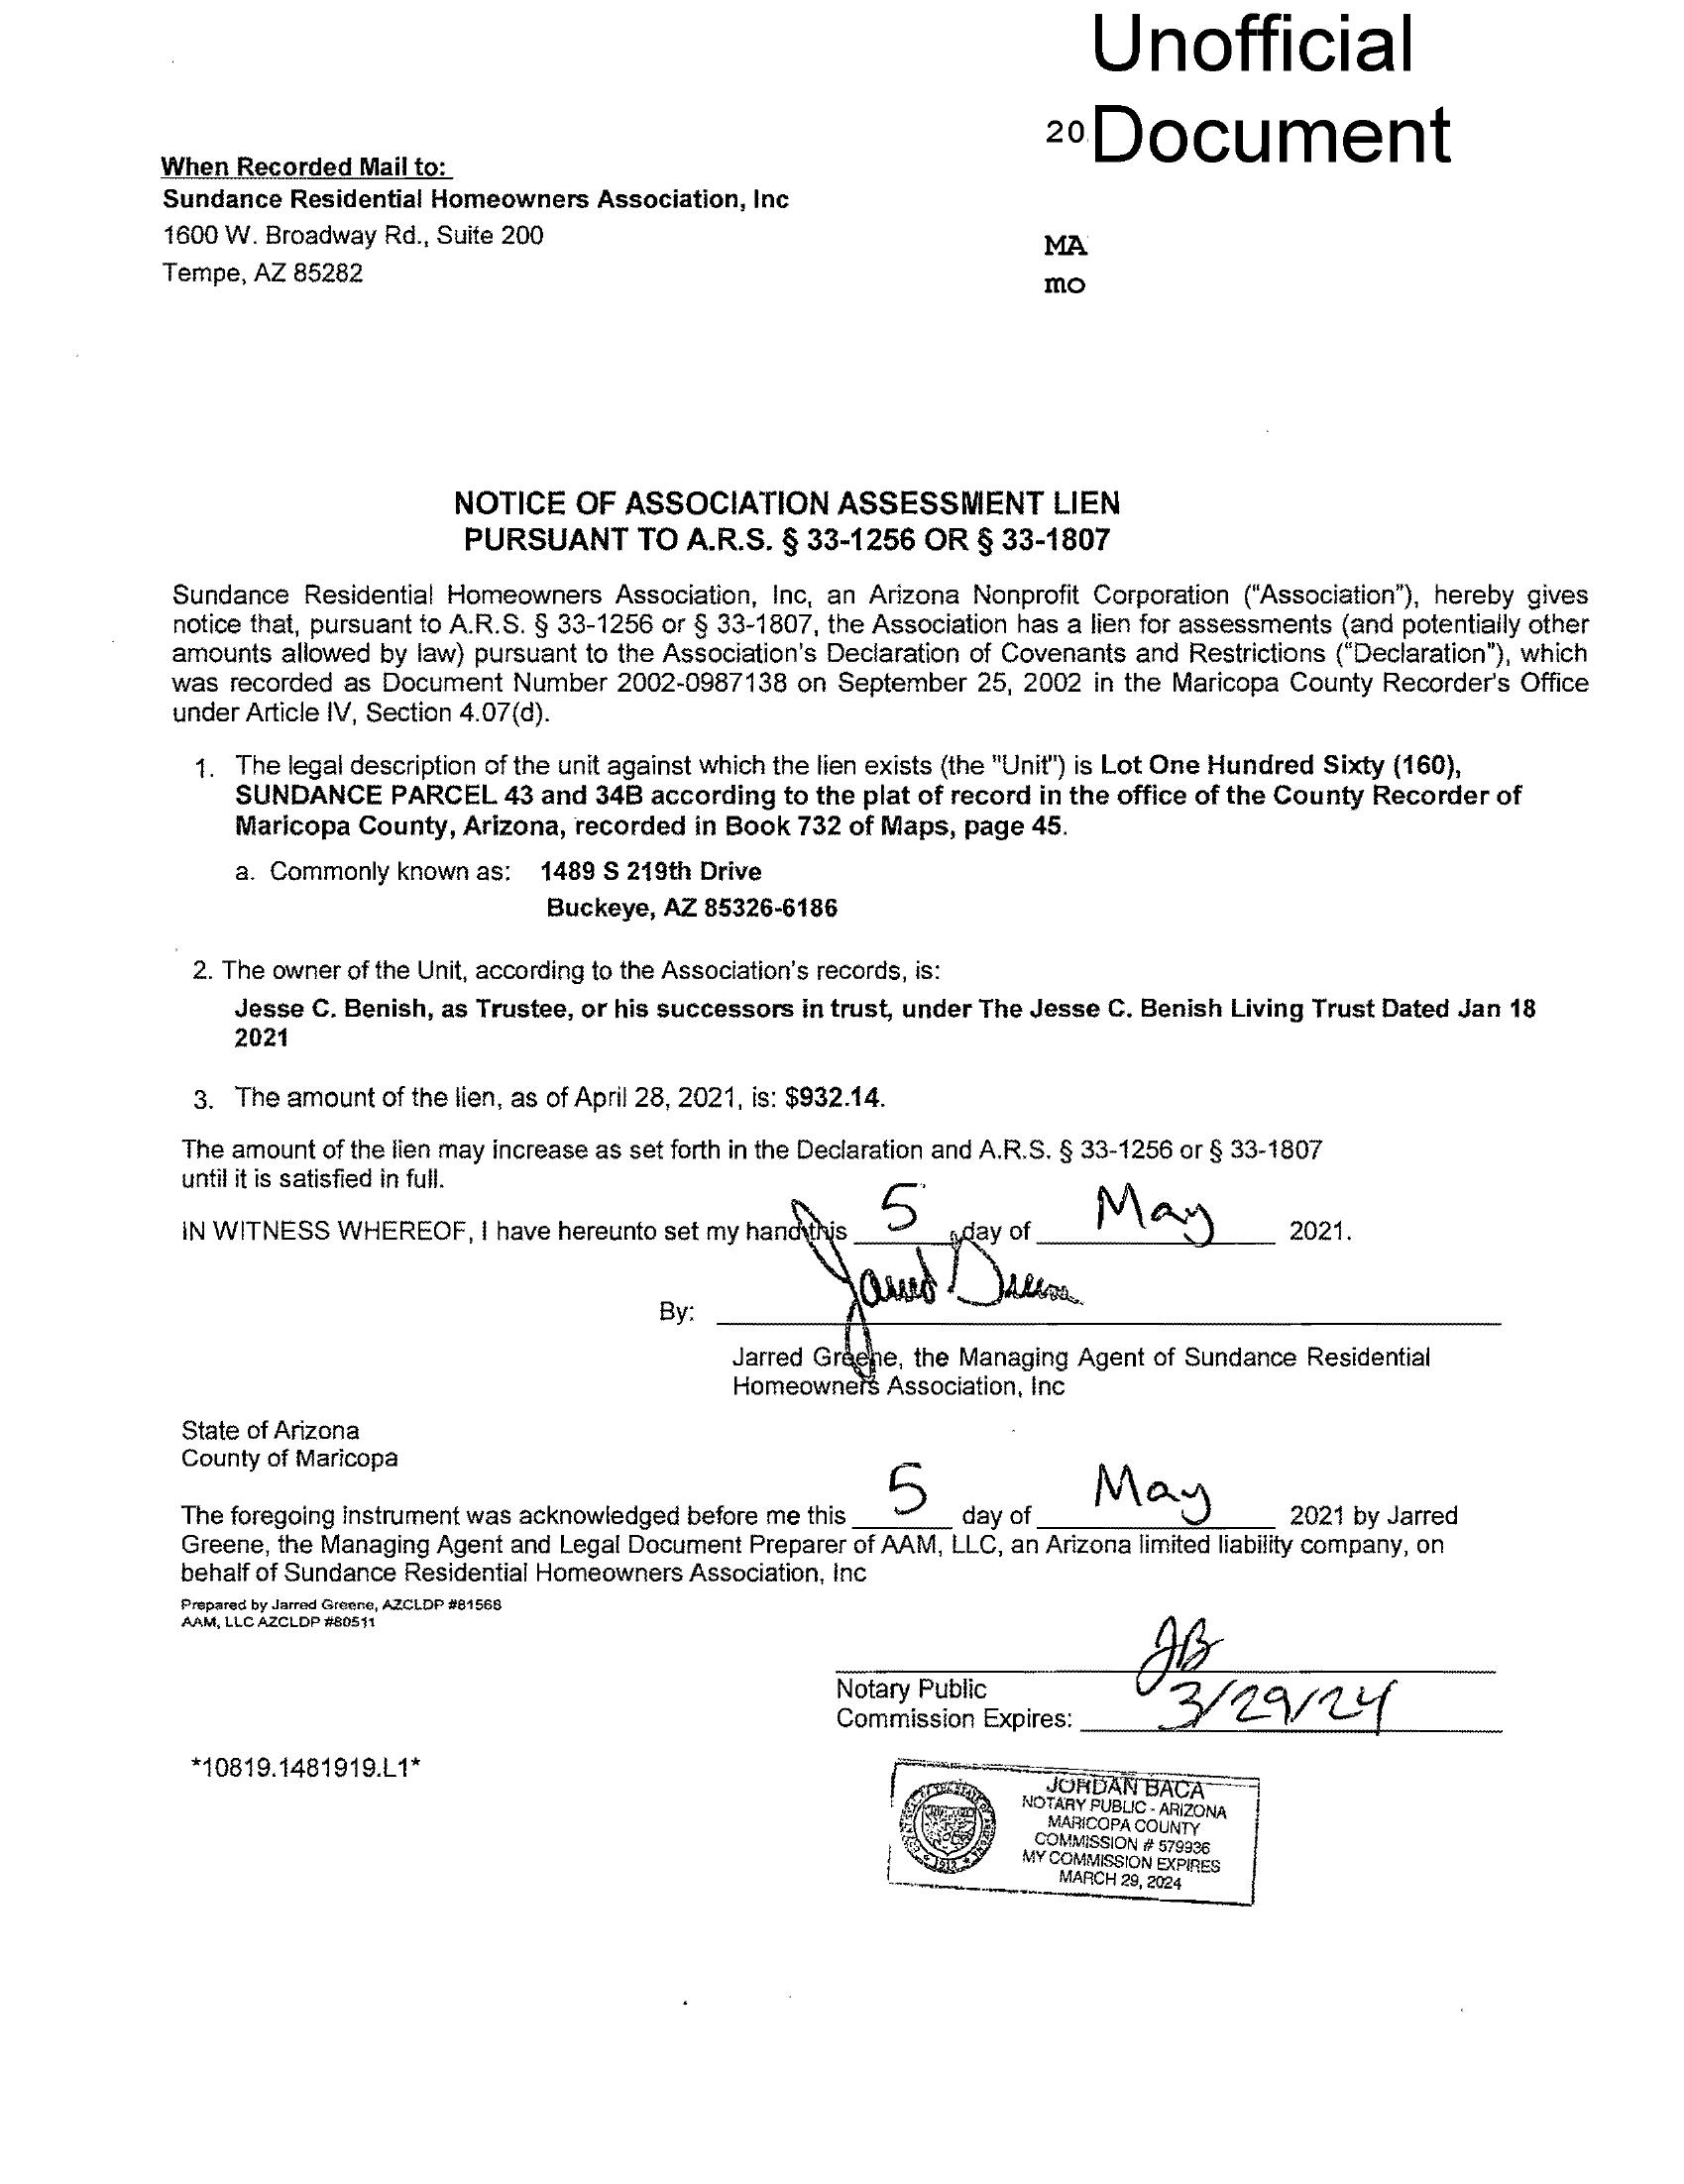 Unofficial
20 Document
When Recorded Mail to:
Sundance Residential Homeowners Association, Inc
1600 W. Broadway Rd., Suite 200
Tempe, AZ 85282
MA
mo
NOTICE OF ASSOCIATION ASSESSMENT LIEN
PURSUANT TO A.R.S. § 33-1256 OR § 33-1807
Sundance Residential Homeowners Association, Inc, an Arizona Nonprofit Corporation ("Association"), hereby gives
notice that, pursuant to A.R.S. § 33-1256 or § 33-1807, the Association has a lien for assessments (and potentially other
amounts allowed by law) pursuant to the Association's Declaration of Covenants and Restrictions ("Declaration"), which
was recorded as Document Number 2002-0987138 on September 25, 2002 in the Maricopa County Recorder's Office
under Article IV, Section 4.07(d).
1. The legal description of the unit against which the lien exists (the "Unit") is Lot One Hundred Sixty (160),
SUNDANCE PARCEL 43 and 34B according to the plat of record in the office of the County Recorder of
Maricopa County, Arizona, recorded in Book 732 of Maps, page 45.
a. Commonly known as: 1489 S 219th Drive
Buckeye, AZ 85326-6186
2. The owner of the Unit, according to the Association's records, is:
Jesse C. Benish, as Trustee, or his successors in trust, under The Jesse C. Benish Living Trust Dated Jan 18
2021
3. The amount of the lien, as of April 28, 2021, is: $932.14.
The amount of the lien may increase as set forth in the Declaration and A.R.S. § 33-1256 or § 33-1807
until it is satisfied in full.
IN WITNESS WHEREOF, I have hereunto set my hand this 5 day of May 2021.
By: Jarred Greene
Jarred Greene, the Managing Agent of Sundance Residential
Homeowners Association, Inc
State of Arizona
County of Maricopa
The foregoing instrument was acknowledged before me this 5 day of May 2021 by Jarred
Greene, the Managing Agent and Legal Document Preparer of AAM, LLC, an Arizona limited liability company, on
behalf of Sundance Residential Homeowners Association, Inc
Prepared by Jarred Greene, AZCLDP #81568
AAM, LLC AZCLDP #80511
JB
Notary Public
Commission Expires: 3/29/24
*10819.1481919.L1*
JORDAN BACA
NOTARY PUBLIC - ARIZONA
MARICOPA COUNTY
COMMISSION # 579936
MY COMMISSION EXPIRES
MARCH 29, 2024
1912